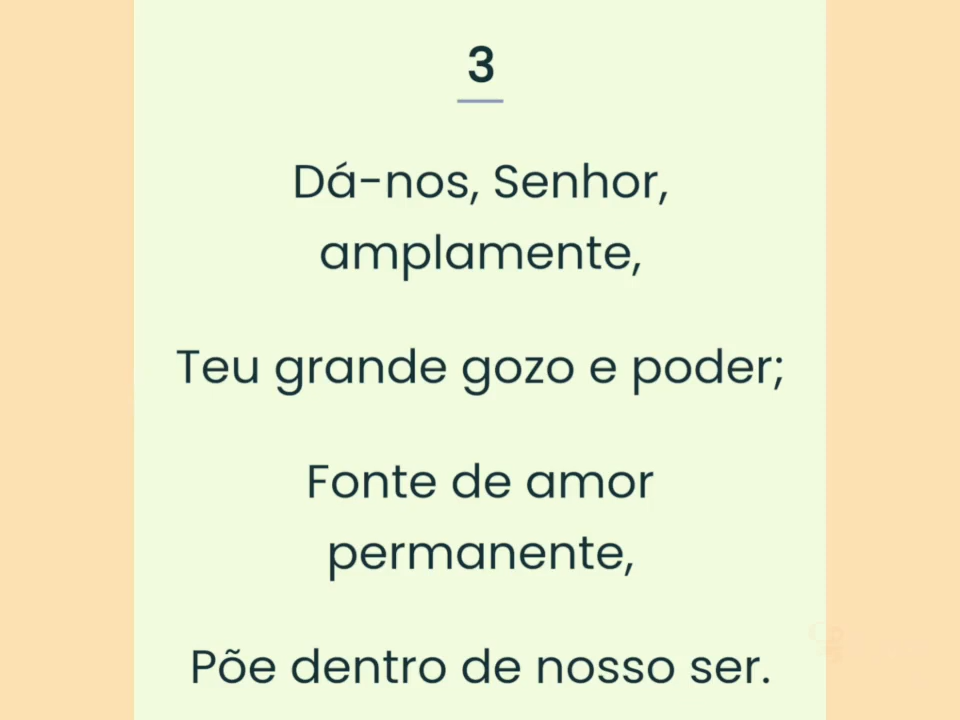 3
Dá-nos, Senhor,
amplamente,
Teu grande gozo e poder;
Fonte de amor
permanente,
Põe dentro de nosso ser.